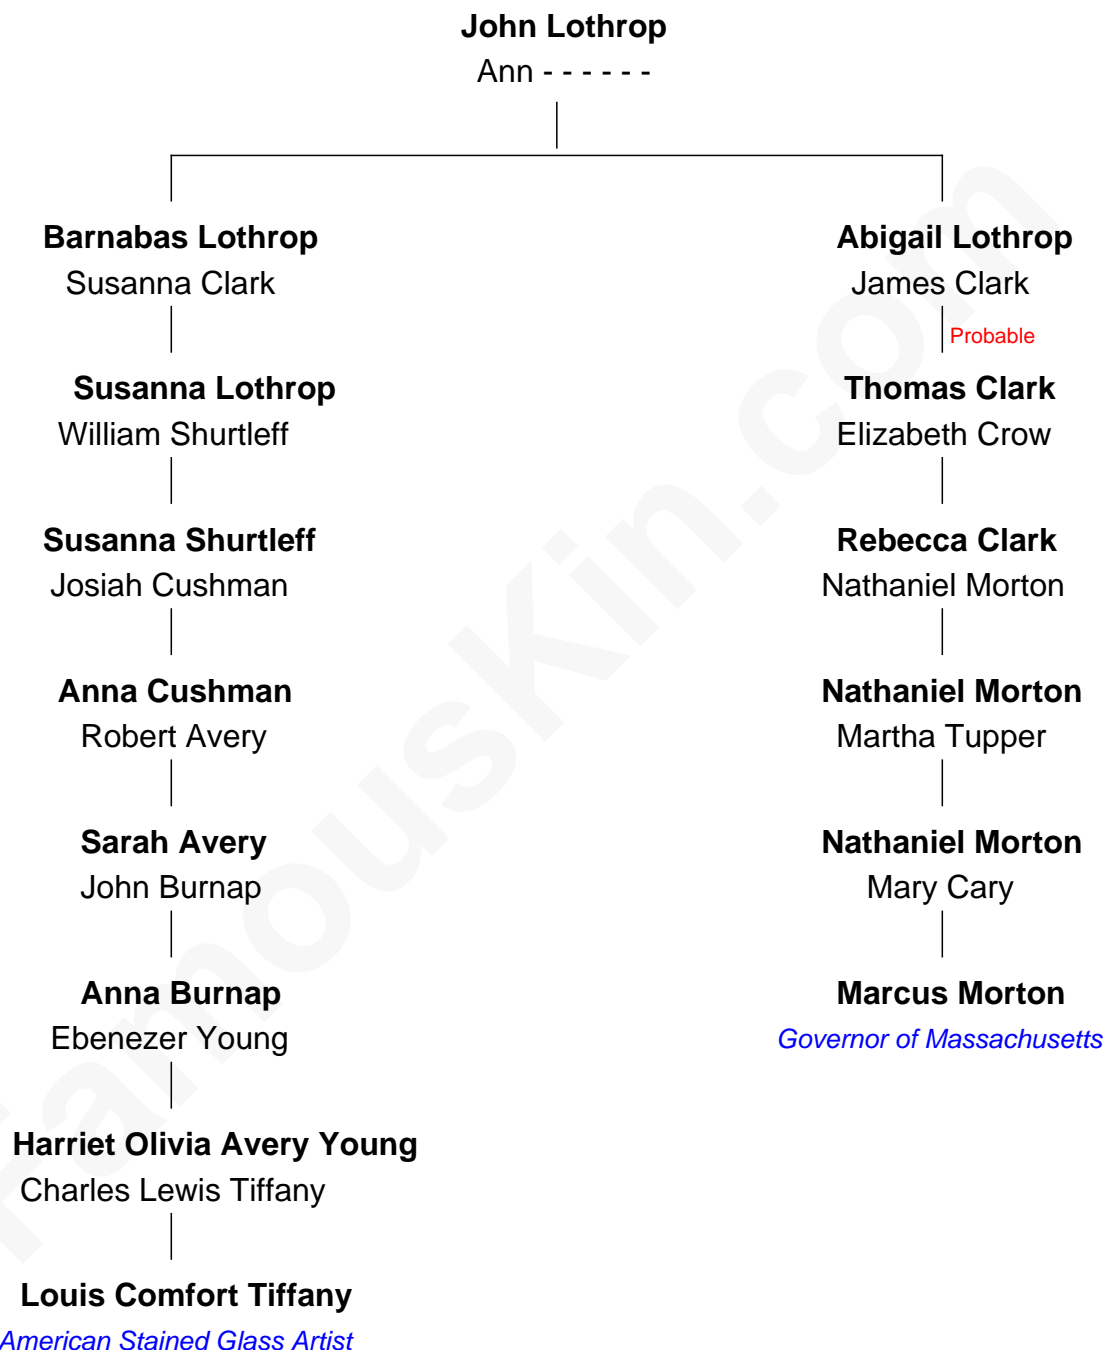 John Lothrop
Ann - - - - - -
Barnabas Lothrop
Susanna Clark
Susanna Lothrop
William Shurtleff
Susanna Shurtleff
Josiah Cushman
Anna Cushman
Robert Avery
Sarah Avery
John Burnap
Anna Burnap
Ebenezer Young
Harriet Olivia Avery Young
Charles Lewis Tiffany
Louis Comfort Tiffany
American Stained Glass Artist
Abigail Lothrop
James Clark
Probable
Thomas Clark
Elizabeth Crow
Rebecca Clark
Nathaniel Morton
Nathaniel Morton
Martha Tupper
Nathaniel Morton
Mary Cary
Marcus Morton
Governor of Massachusetts
FamousKin.com